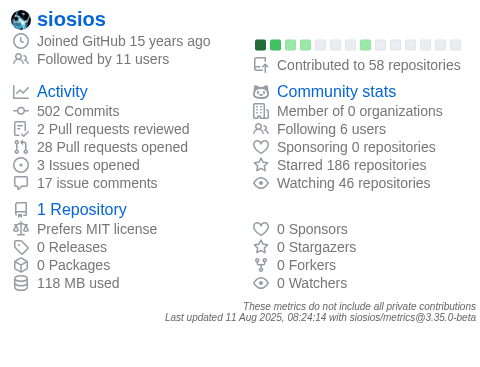 siosios
Joined GitHub 15 years ago
Followed by 11 users
Contributed to 58 repositories
Activity
502 Commits
2 Pull requests reviewed
28 Pull requests opened
3 Issues opened
17 issue comments
Community stats
Member of 0 organizations
Following 6 users
Sponsoring 0 repositories
Starred 186 repositories
Watching 46 repositories
1 Repository
Prefers MIT license
0 Releases
0 Packages
118 MB used
0 Sponsors
0 Stargazers
0 Forkers
0 Watchers
These metrics do not include all private contributions
Last updated 11 Aug 2025, 08:24:14 with siosios/metrics@3.35.0-beta